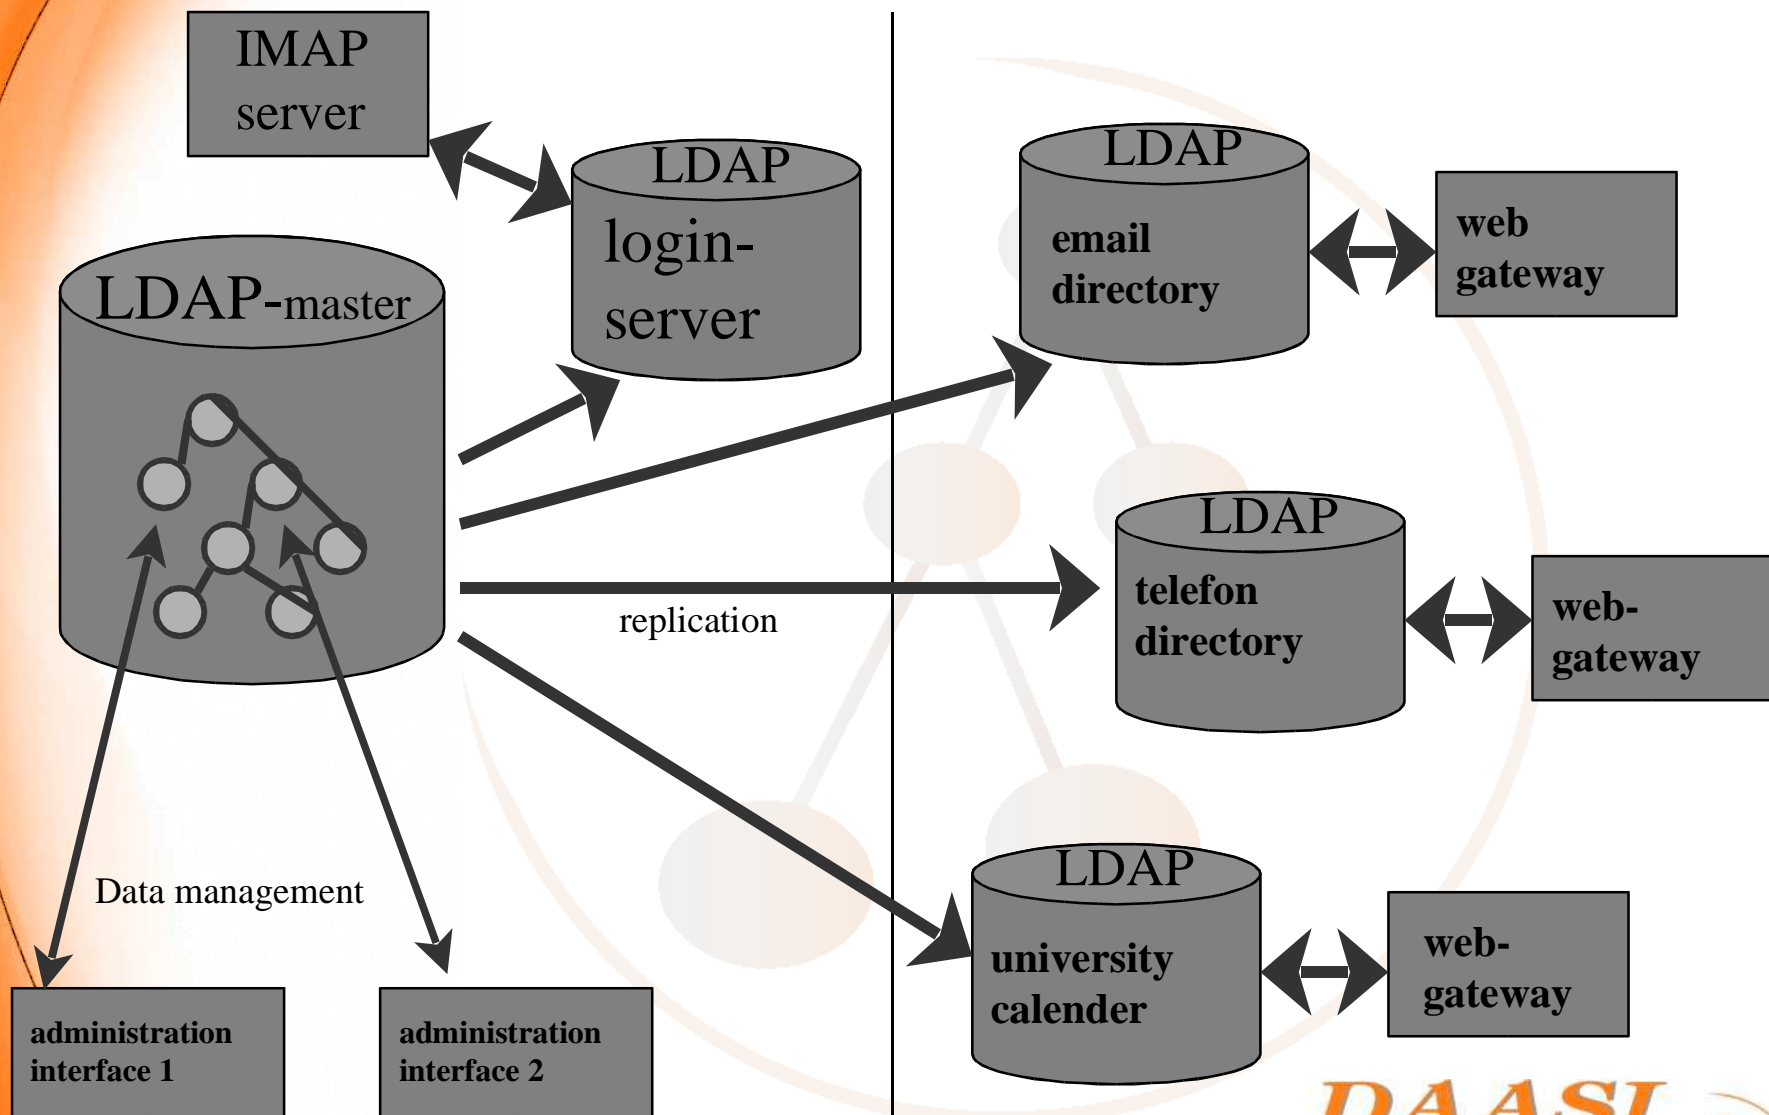 IMAP
server
LDAP
login-
server
LDAP-master
LDAP
email
directory
web
gateway
LDAP
telefon
directory
web-
gateway
replication
LDAP
university
calender
web-
gateway
Data management
administration
interface 1
administration
interface 2
DAASI